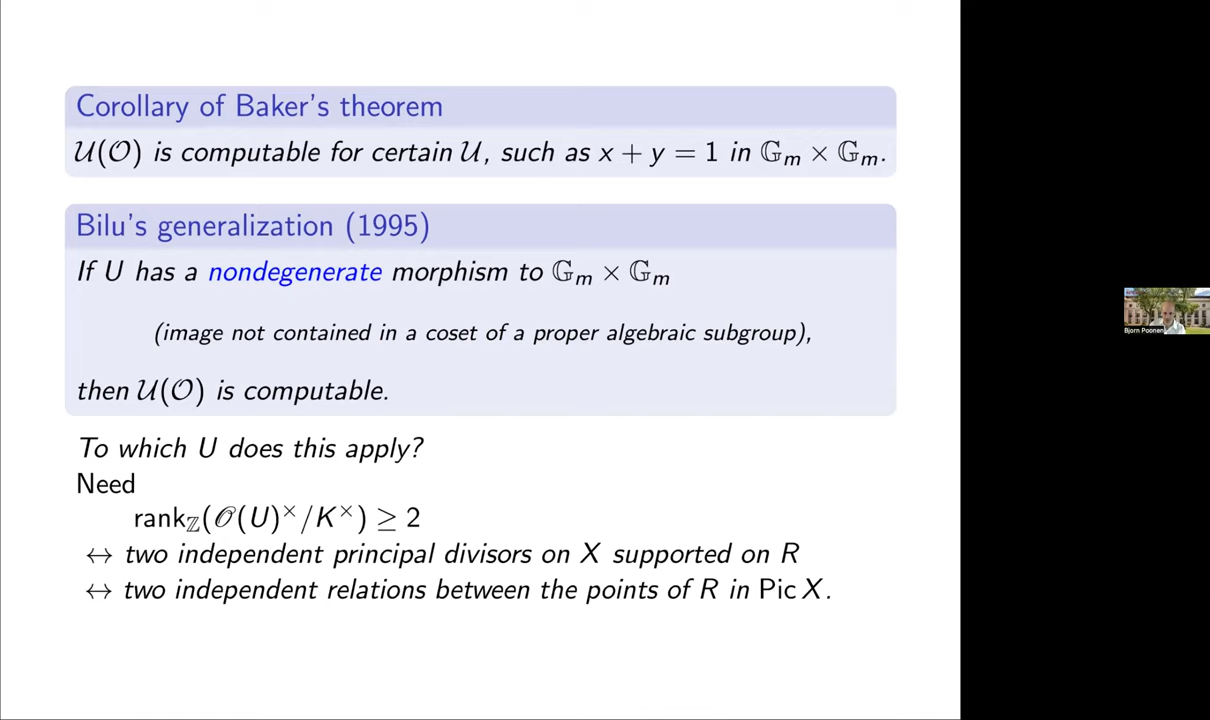 Corollary of Baker's theorem
𝒰(𝒪) is computable for certain 𝒰, such as x + y = 1 in 𝔾ₘ × 𝔾ₘ.
Bilu's generalization (1995)
If U has a nondegenerate morphism to 𝔾ₘ × 𝔾ₘ
(image not contained in a coset of a proper algebraic subgroup),
then 𝒰(𝒪) is computable.
To which U does this apply?
Need
rank_ℤ(𝒪(U)^×/K^×) ≥ 2
↔ two independent principal divisors on X supported on R
↔ two independent relations between the points of R in Pic X.
Bjorn Poonen